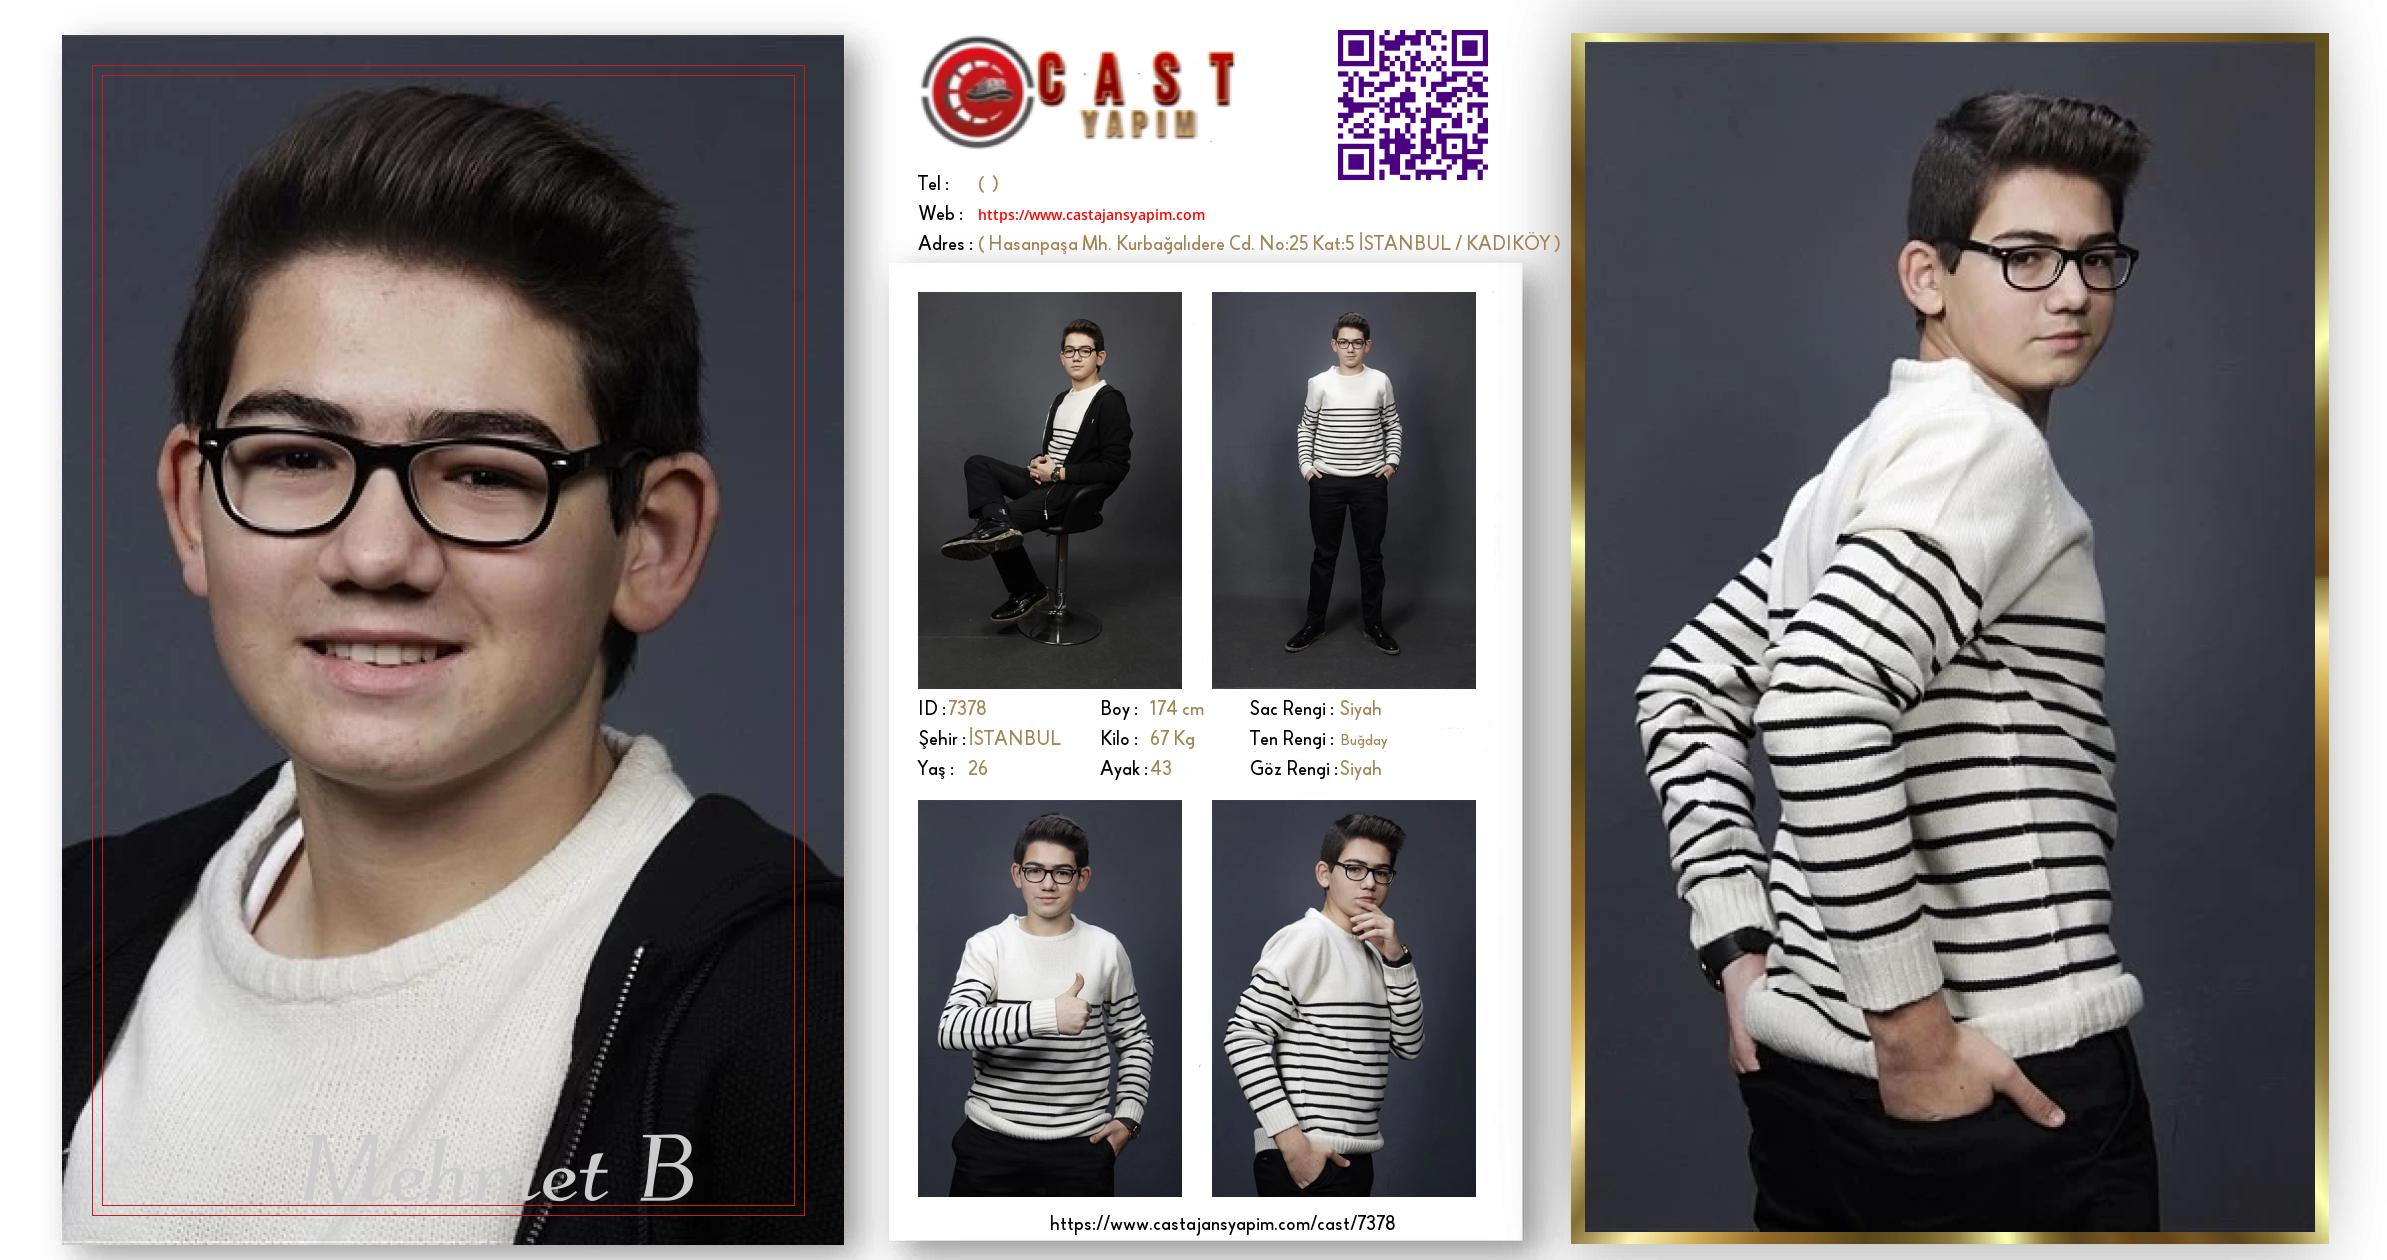 Mehmet B
CAST
YAPIM
Tel : ( )
Web : https://www.castajansyapim.com
Adres : ( Hasanpaşa Mh. Kurbağalıdere Cd. No:25 Kat:5 İSTANBUL / KADIKÖY )
ID : 7378 Boy : 174 cm Sac Rengi : Siyah
Şehir : İSTANBUL Kilo : 67 Kg Ten Rengi : Buğday
Yaş : 26 Ayak : 43 Göz Rengi : Siyah
https://www.castajansyapim.com/cast/7378